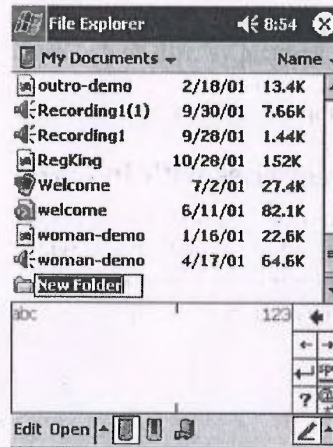 File Explorer 8:54
My Documents Name
outro-demo 2/18/01 13.4K
Recording1(1) 9/30/01 7.66K
Recording1 9/28/01 1.44K
RegKing 10/28/01 152K
Welcome 7/2/01 27.4K
welcome 6/11/01 82.1K
woman-demo 1/16/01 22.6K
woman-demo 4/17/01 64.6K
New Folder
abc 123
?
Edit Open